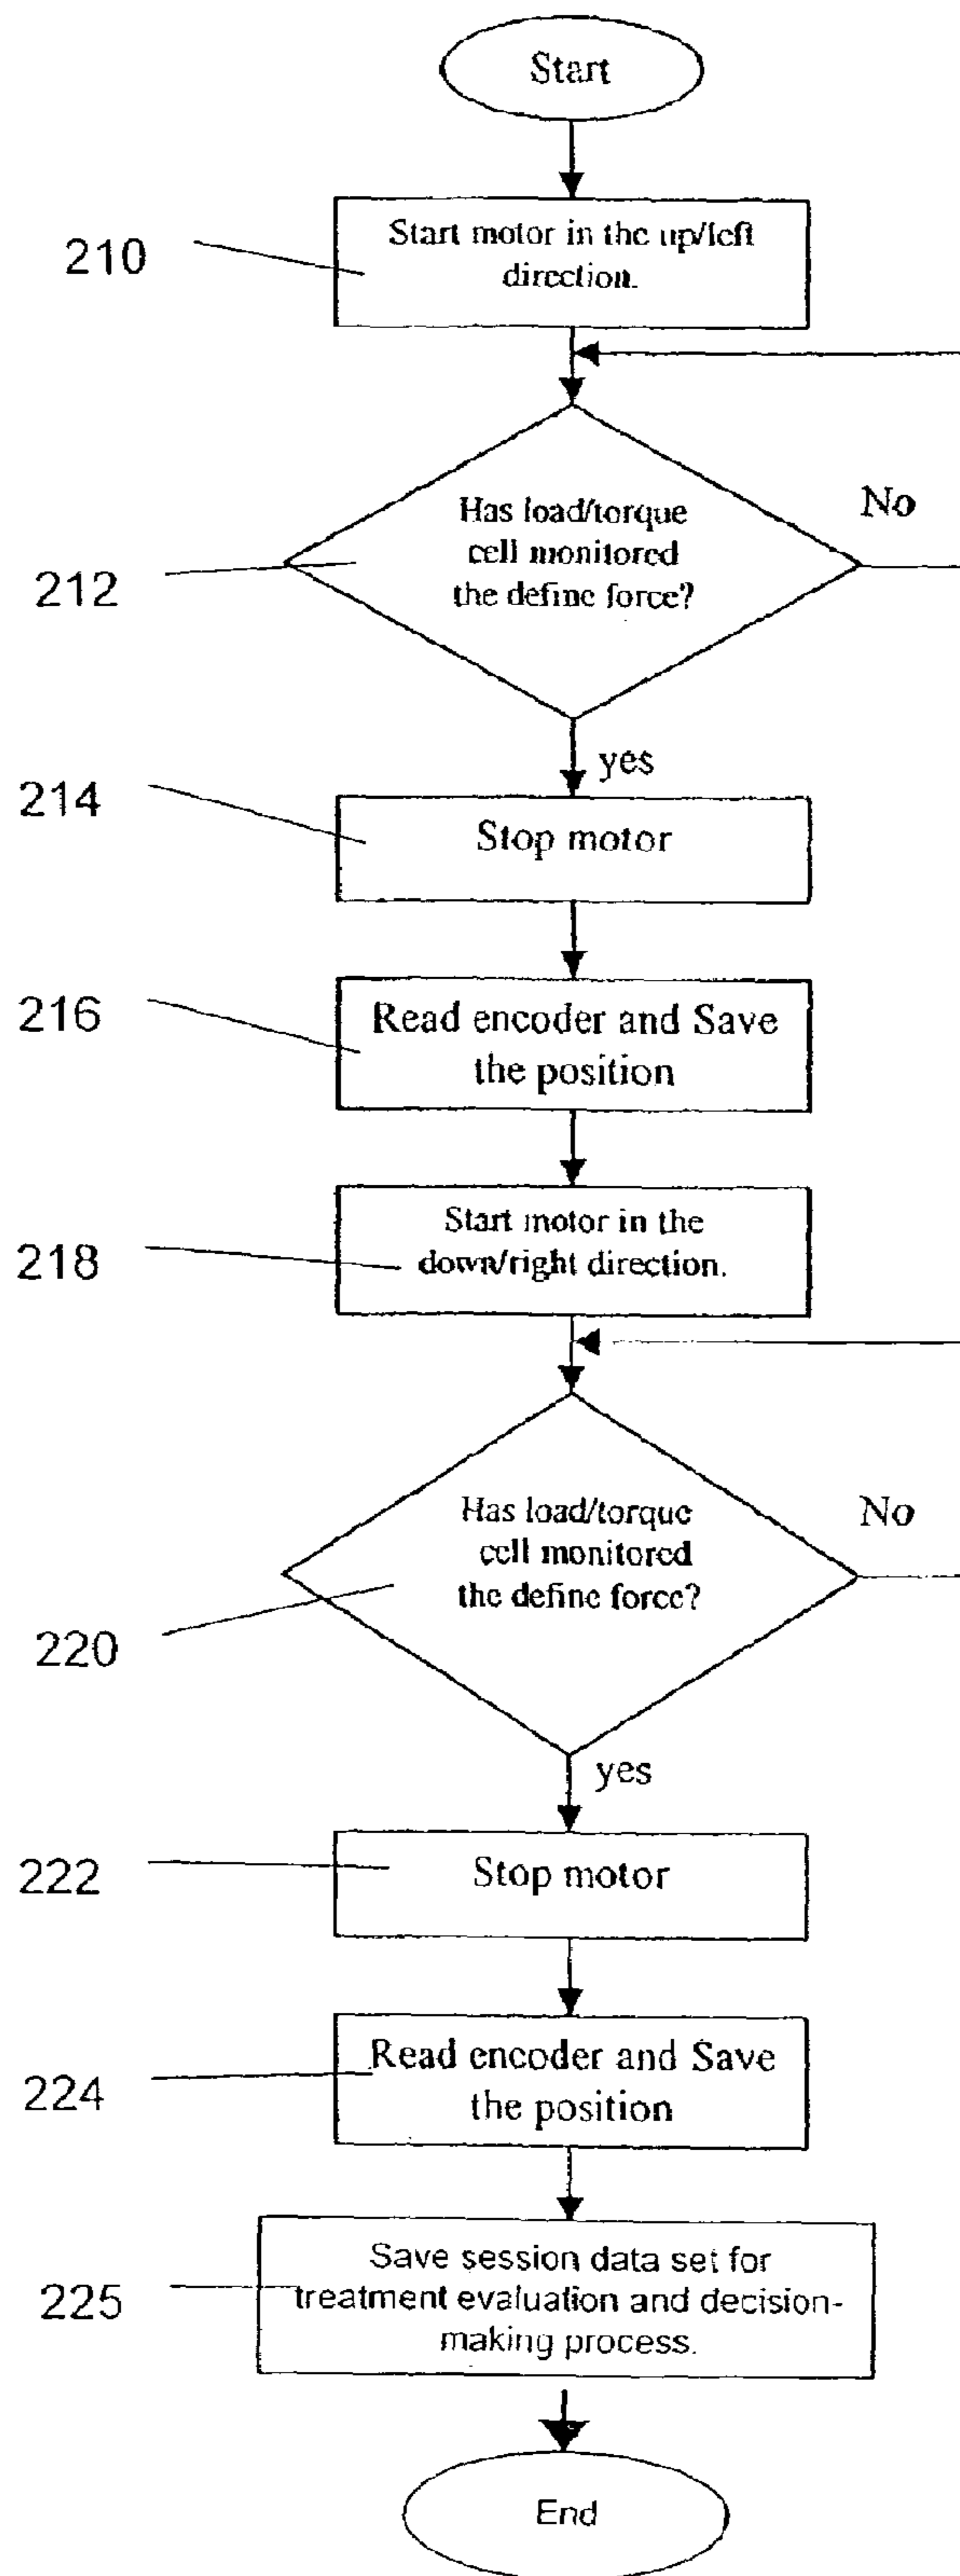 Start
210
Start motor in the up/left
direction.
Has load/torque
cell monitored
the define force?
No
212
yes
214
Stop motor
216
Read encoder and Save
the position
218
Start motor in the
down/right direction.
Has load/torque
cell monitored
the define force?
No
220
yes
222
Stop motor
224
Read encoder and Save
the position
225
Save session data set for
treatment evaluation and decision-
making process.
End